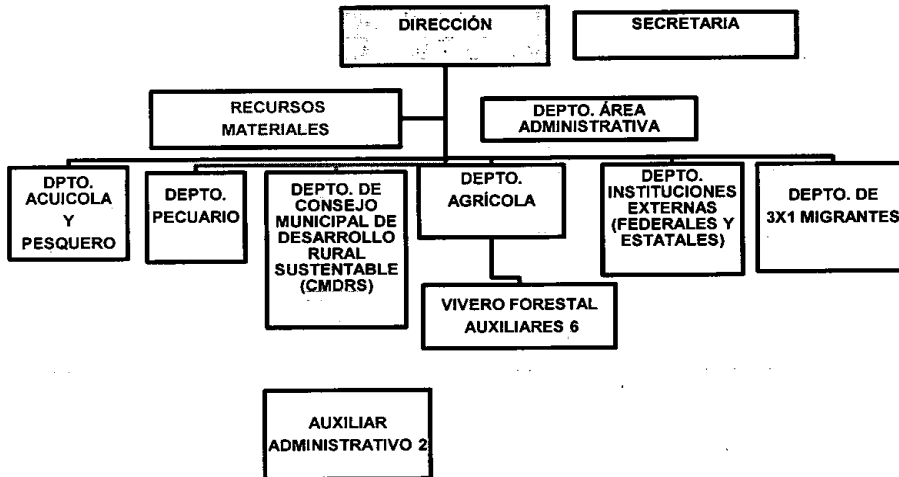 DIRECCIÓN
SECRETARIA
RECURSOS
MATERIALES
DEPTO. ÁREA
ADMINISTRATIVA
DPTO.
ACUICOLA
Y
PESQUERO
DEPTO.
PECUARIO
DEPTO. DE
CONSEJO
MUNICIPAL DE
DESARROLLO
RURAL
SUSTENTABLE
(CMDRS)
DEPTO.
AGRÍCOLA
DEPTO.
INSTITUCIONES
EXTERNAS
(FEDERALES Y
ESTATALES)
DEPTO. DE
3X1 MIGRANTES
VIVERO FORESTAL
AUXILIARES 6
AUXILIAR
ADMINISTRATIVO 2